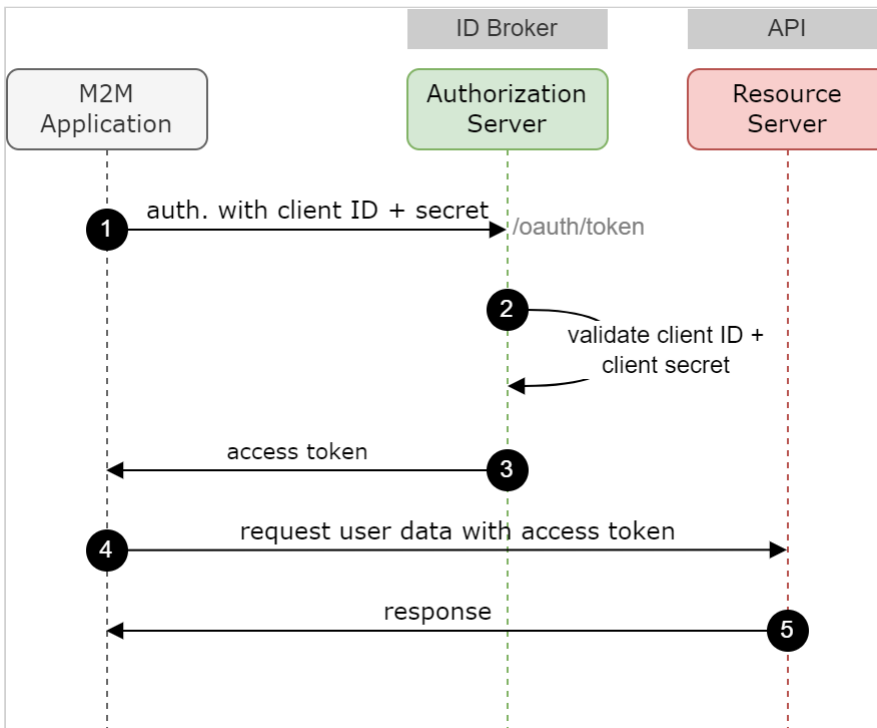 ID Broker
API
M2M
Application
Authorization
Server
Resource
Server
1
auth. with client ID + secret
/oauth/token
2
validate client ID +
client secret
access token
3
4
request user data with access token
response
5